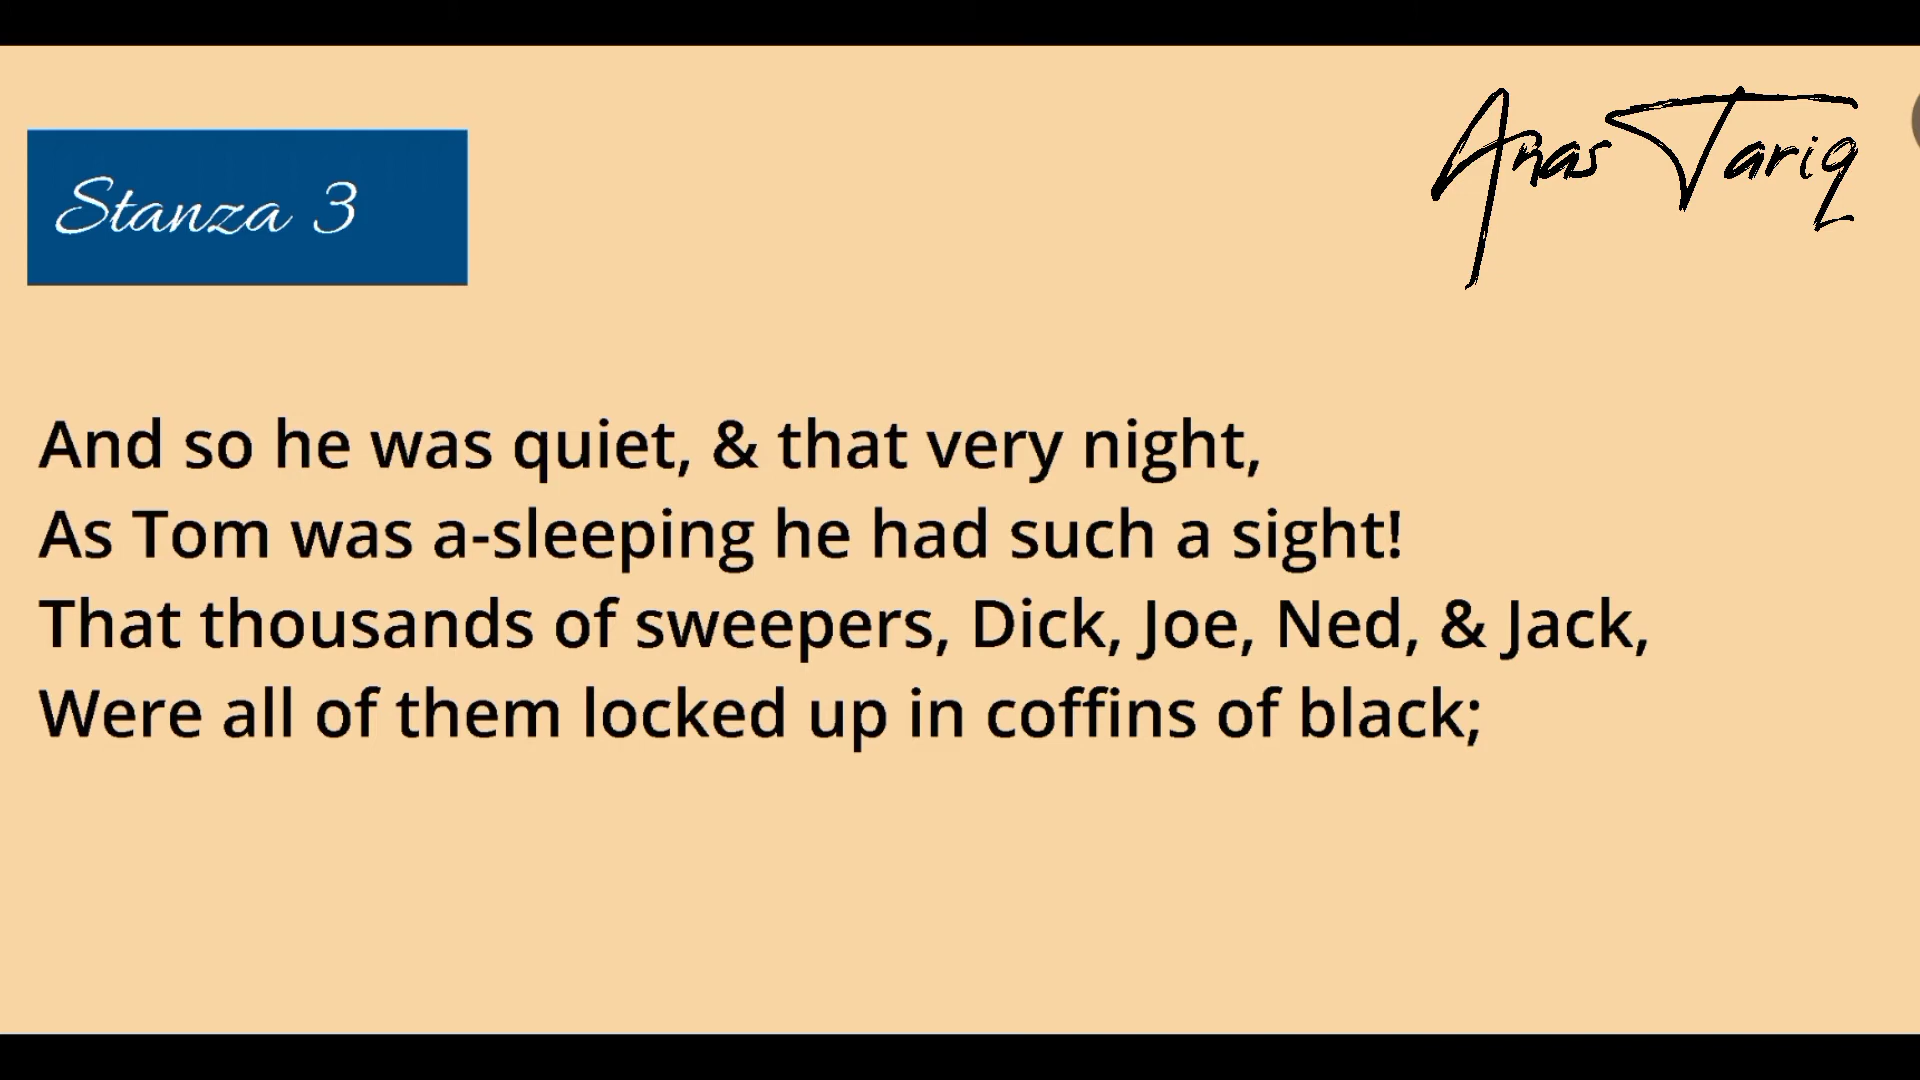 Stanza 3
Anas Tariq
And so he was quiet, & that very night,
As Tom was a-sleeping he had such a sight!
That thousands of sweepers, Dick, Joe, Ned, & Jack,
Were all of them locked up in coffins of black;